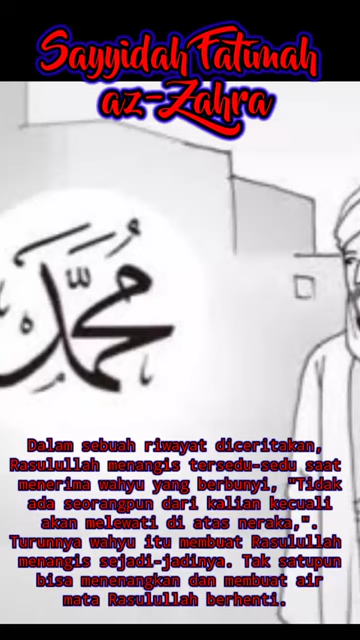 Sayyidah Fatimah
az-Zahra
محمد
Dalam sebuah riwayat diceritakan,
Rasulullah menangis tersedu-sedu saat
menerima wahyu yang berbunyi, "Tidak
ada seorangpun dari kalian kecuali
akan melewati di atas neraka,".
Turunnya wahyu itu membuat Rasulullah
menangis sejadi-jadinya. Tak satupun
bisa menenangkan dan membuat air
mata Rasulullah berhenti.